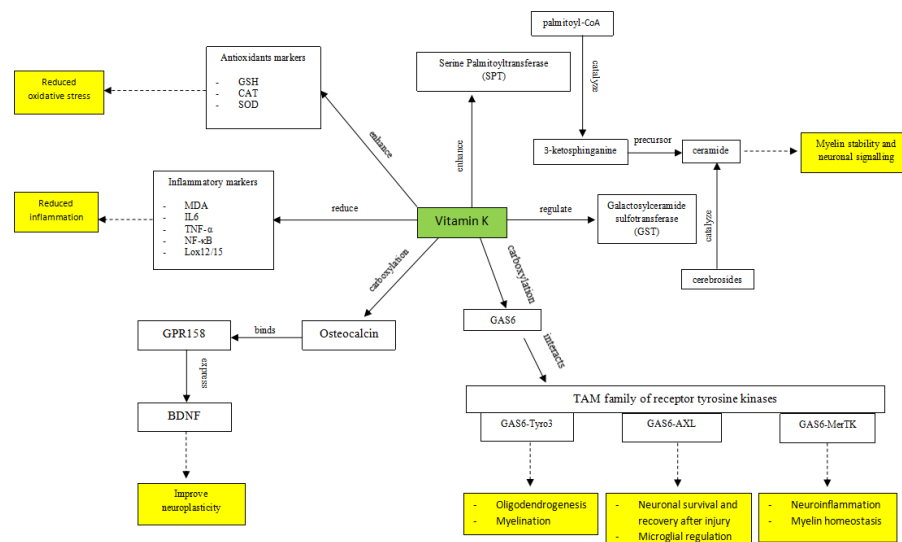 palmitoyl-CoA
Antioxidants markers
- GSH
- CAT
- SOD
Serine Palmitoyltransferase
(SPT)
catalyze
Reduced
oxidative stress
enhance
enhance
3-ketosphinganine
precursor
ceramide
Myelin stability and
neuronal signalling
Inflammatory markers
- MDA
- IL6
- TNF-α
- NF-κB
- Lox12/15
Reduced
inflammation
reduce
Vitamin K
regulate
Galactosylceramide
sulfotransferase
(GST)
catalyze
cerebrosides
carboxylation
carboxylation
GAS6
GPR158
binds
Osteocalcin
interacts
express
BDNF
TAM family of receptor tyrosine kinases
GAS6-Tyro3
GAS6-AXL
GAS6-MerTK
Improve
neuroplasticity
- Oligodendrogenesis
- Myelination
- Neuronal survival and
recovery after injury
- Microglial regulation
- Neuroinflammation
- Myelin homeostasis